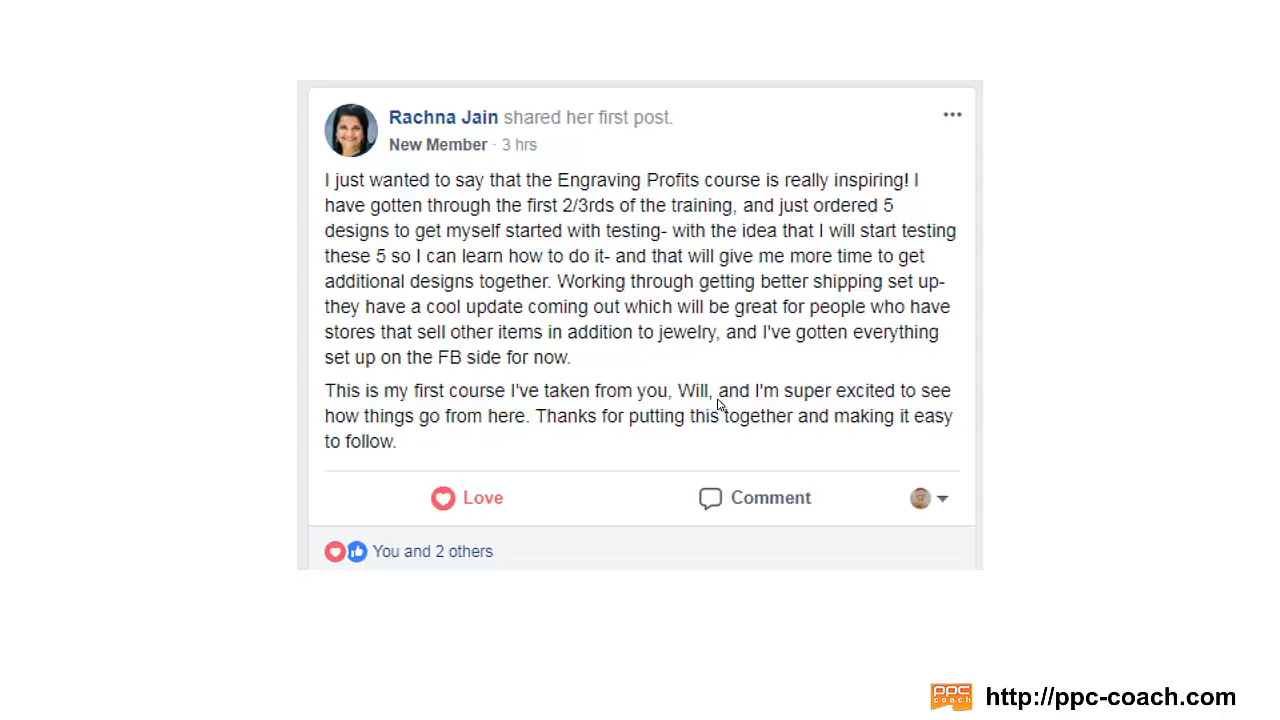 Rachna Jain shared her first post.
New Member · 3 hrs
I just wanted to say that the Engraving Profits course is really inspiring! I
have gotten through the first 2/3rds of the training, and just ordered 5
designs to get myself started with testing- with the idea that I will start testing
these 5 so I can learn how to do it- and that will give me more time to get
additional designs together. Working through getting better shipping set up-
they have a cool update coming out which will be great for people who have
stores that sell other items in addition to jewelry, and I've gotten everything
set up on the FB side for now.
This is my first course I've taken from you, Will, and I'm super excited to see
how things go from here. Thanks for putting this together and making it easy
to follow.
Love
Comment
You and 2 others
PPC coach http://ppc-coach.com